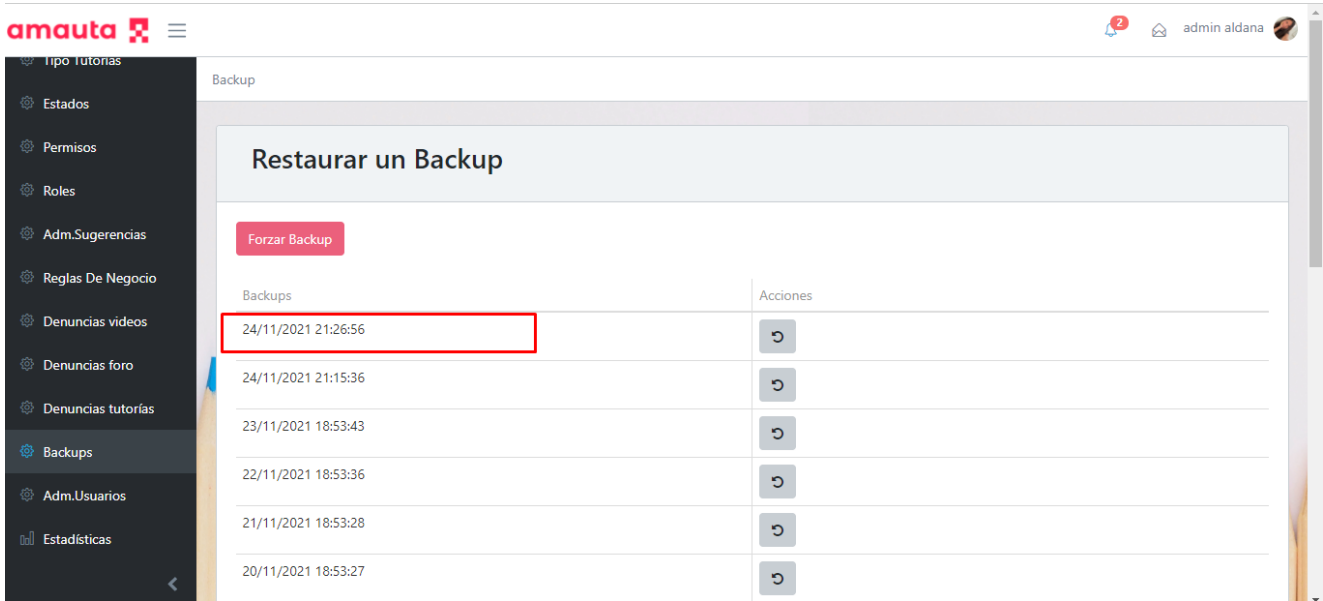 amauta
2
admin aldana
Tipo Tutorías
Estados
Permisos
Roles
Adm.Sugerencias
Reglas De Negocio
Denuncias videos
Denuncias foro
Denuncias tutorías
Backups
Adm.Usuarios
Estadísticas
Backup
Restaurar un Backup
Forzar Backup
Backups Acciones
24/11/2021 21:26:56
24/11/2021 21:15:36
23/11/2021 18:53:43
22/11/2021 18:53:36
21/11/2021 18:53:28
20/11/2021 18:53:27